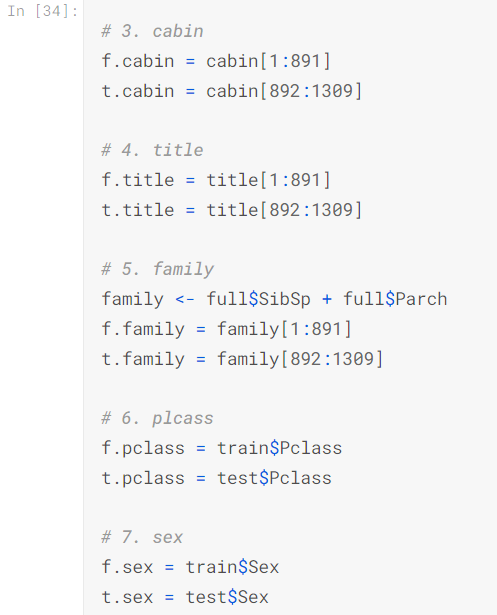 In [34]:
# 3. cabin
f.cabin = cabin[1:891]
t.cabin = cabin[892:1309]
# 4. title
f.title = title[1:891]
t.title = title[892:1309]
# 5. family
family <- full$SibSp + full$Parch
f.family = family[1:891]
t.family = family[892:1309]
# 6. plcass
f.pclass = train$Pclass
t.pclass = test$Pclass
# 7. sex
f.sex = train$Sex
t.sex = test$Sex